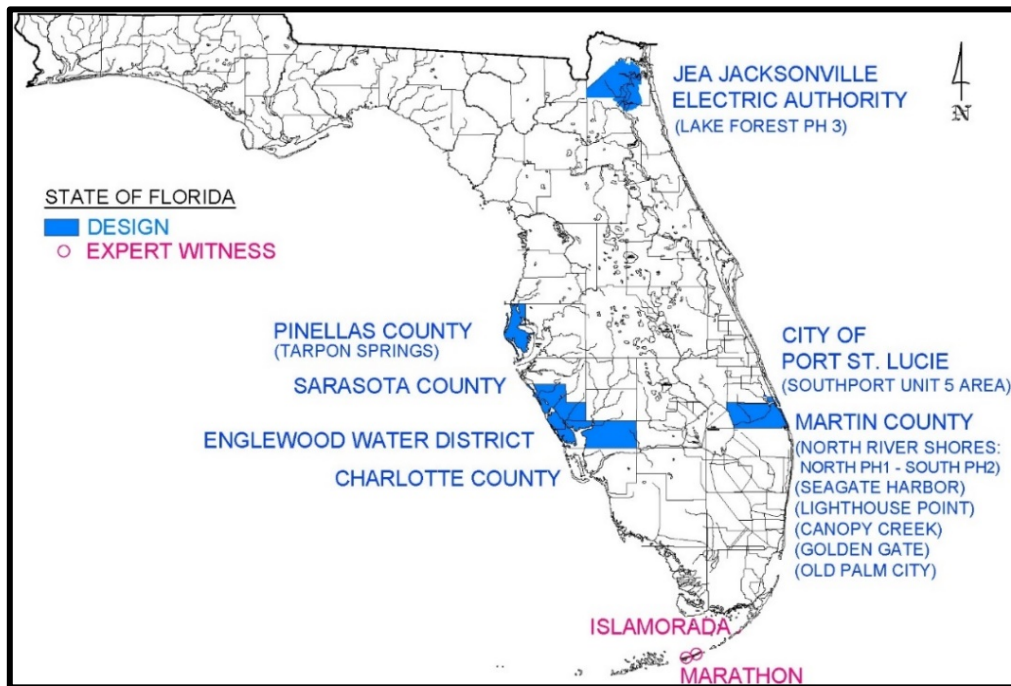 JEA JACKSONVILLE
ELECTRIC AUTHORITY
(LAKE FOREST PH 3)
N
STATE OF FLORIDA
DESIGN
EXPERT WITNESS
PINELLAS COUNTY
(TARPON SPRINGS)
SARASOTA COUNTY
ENGLEWOOD WATER DISTRICT
CHARLOTTE COUNTY
CITY OF
PORT ST. LUCIE
(SOUTHPORT UNIT 5 AREA)
MARTIN COUNTY
(NORTH RIVER SHORES:
NORTH PH1 - SOUTH PH2)
(SEAGATE HARBOR)
(LIGHTHOUSE POINT)
(CANOPY CREEK)
(GOLDEN GATE)
(OLD PALM CITY)
ISLAMORADA
MARATHON